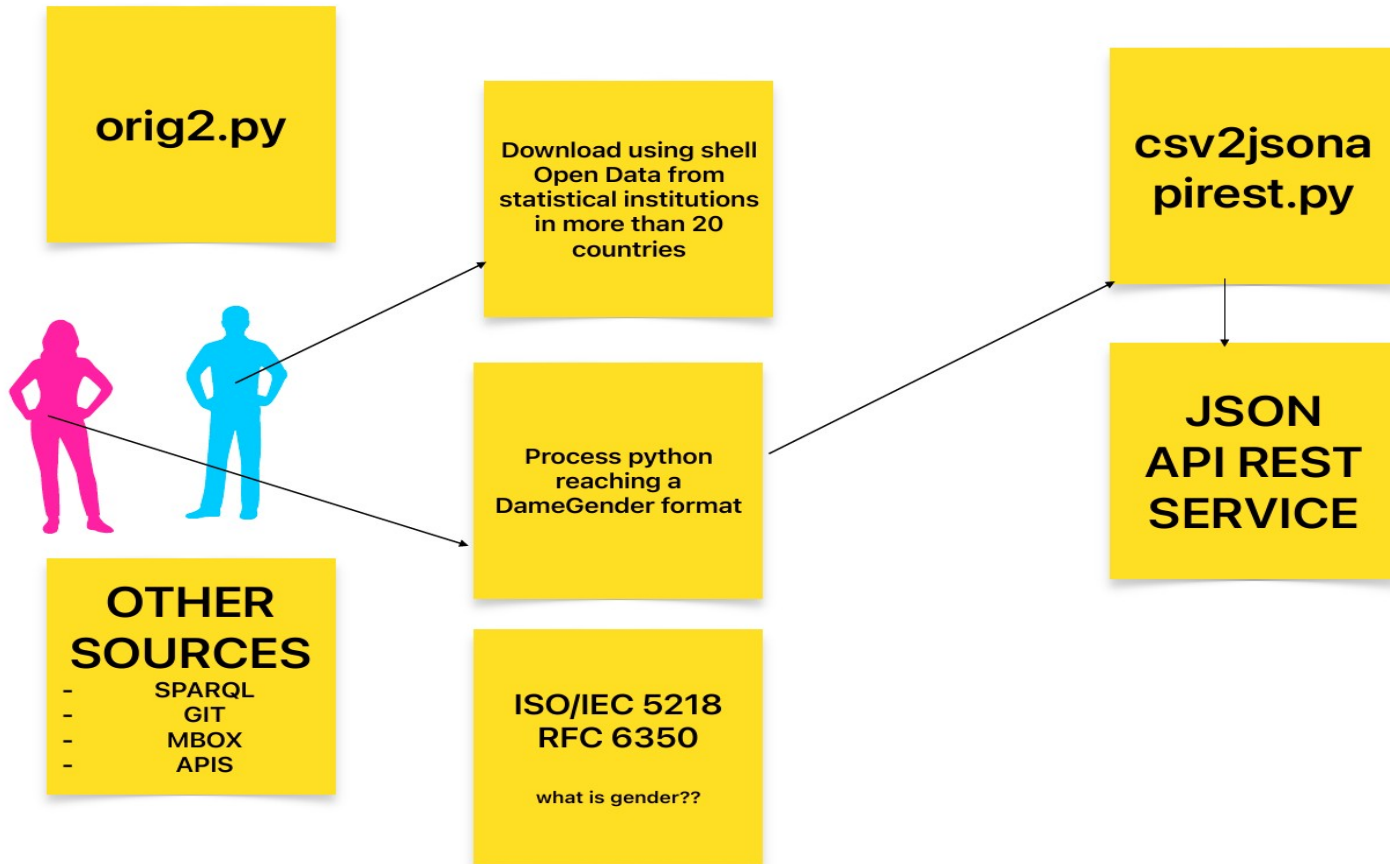 orig2.py
Download using shell
Open Data from
statistical institutions
in more than 20
countries
csv2jsona
pirest.py
Process python
reaching a
DameGender format
JSON
API REST
SERVICE
OTHER
SOURCES
- SPARQL
- GIT
- MBOX
- APIS
ISO/IEC 5218
RFC 6350
what is gender??